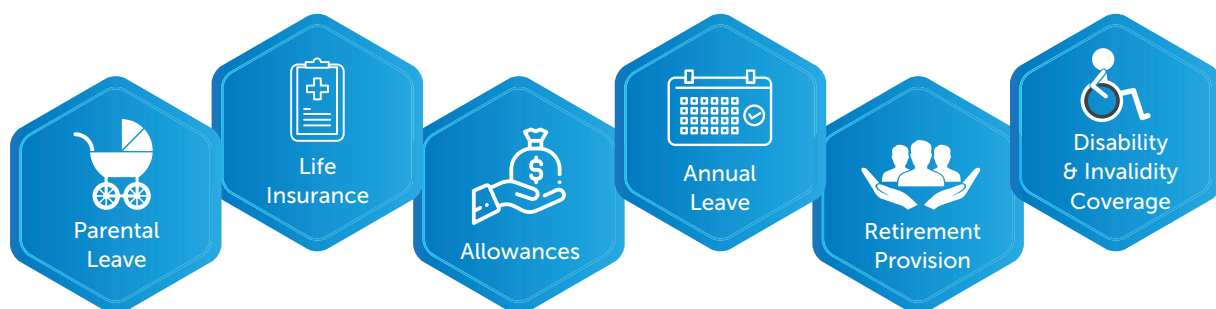 Parental
Leave
Life
Insurance
$
Allowances
Annual
Leave
Retirement
Provision
Disability
& Invalidity
Coverage